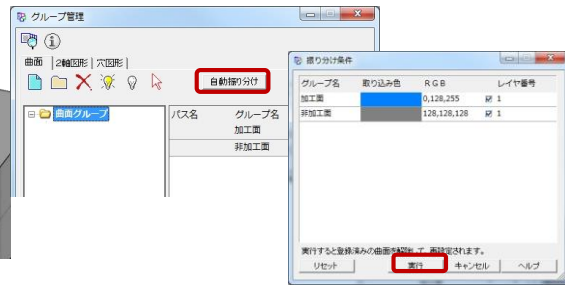 グループ管理
曲面 2軸図形 穴図形
自動振り分け
曲面グループ
パス名 グループ名
加工面
非加工面
振り分け条件
グループ名 取り込み色 RGB レイヤ番号
加工面 0,128,255 1
非加工面 128,128,128 1
実行すると登録済みの曲面を解除して、再設定されます。
リセット 実行 キャンセル ヘルプ